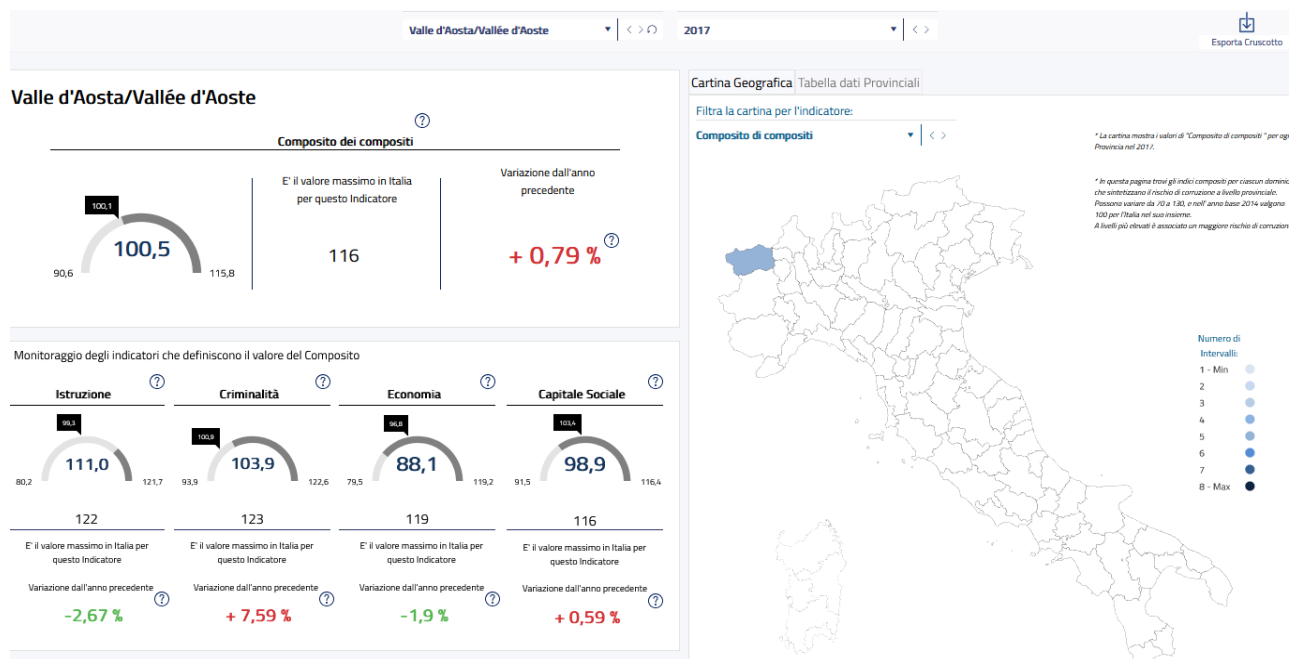 Valle d'Aosta/Vallée d'Aoste
2017
Esporta Cruscotto
Valle d'Aosta/Vallée d'Aoste
?
Composito dei compositi
100,1
100,5
90,6
115,8
E' il valore massimo in Italia
per questo Indicatore
116
Variazione dall'anno
precedente
+ 0,79 %
?
Monitoraggio degli indicatori che definiscono il valore del Composito
?
Istruzione
99,3
111,0
80,2
121,7
122
E' il valore massimo in Italia per
questo Indicatore
Variazione dall'anno precedente
?
-2,67 %
?
Criminalità
100,9
103,9
93,9
122,6
123
E' il valore massimo in Italia per
questo Indicatore
Variazione dall'anno precedente
?
+ 7,59 %
?
Economia
96,8
88,1
79,5
119,2
119
E' il valore massimo in Italia per
questo Indicatore
Variazione dall'anno precedente
?
-1,9 %
?
Capitale Sociale
103,4
98,9
91,5
116,4
116
E' il valore massimo in Italia per
questo Indicatore
Variazione dall'anno precedente
?
+ 0,59 %
Cartina Geografica Tabella dati Provinciali
Filtra la cartina per l'indicatore:
Composito di compositi
* La cartina mostra i valori di "Composito di compositi " per ogn
Provincia nel 2017.
* In questa pagina trovi gli indici compositi per ciascun dominio
che sintetizzano il rischio di corruzione a livello provinciale.
Possono variare da 70 a 130, e nell' anno base 2014 valgono
100 per l'Italia nel suo insieme.
A livelli più elevati è associato un maggiore rischio di corruzione
Numero di
Intervalli:
1 - Min
2
3
4
5
6
7
8 - Max